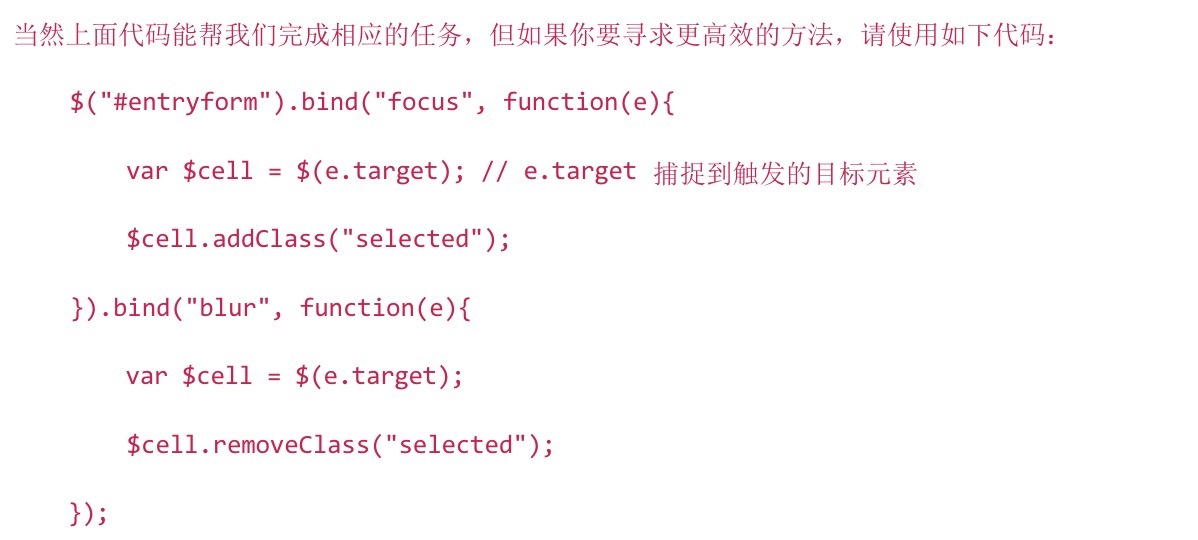 当然上面代码能帮我们完成相应的任务，但如果你要寻求更高效的方法，请使用如下代码：
$("#entryform").bind("focus", function(e){
var $cell = $(e.target); // e.target 捕捉到触发的目标元素
$cell.addClass("selected");
}).bind("blur", function(e){
var $cell = $(e.target);
$cell.removeClass("selected");
});